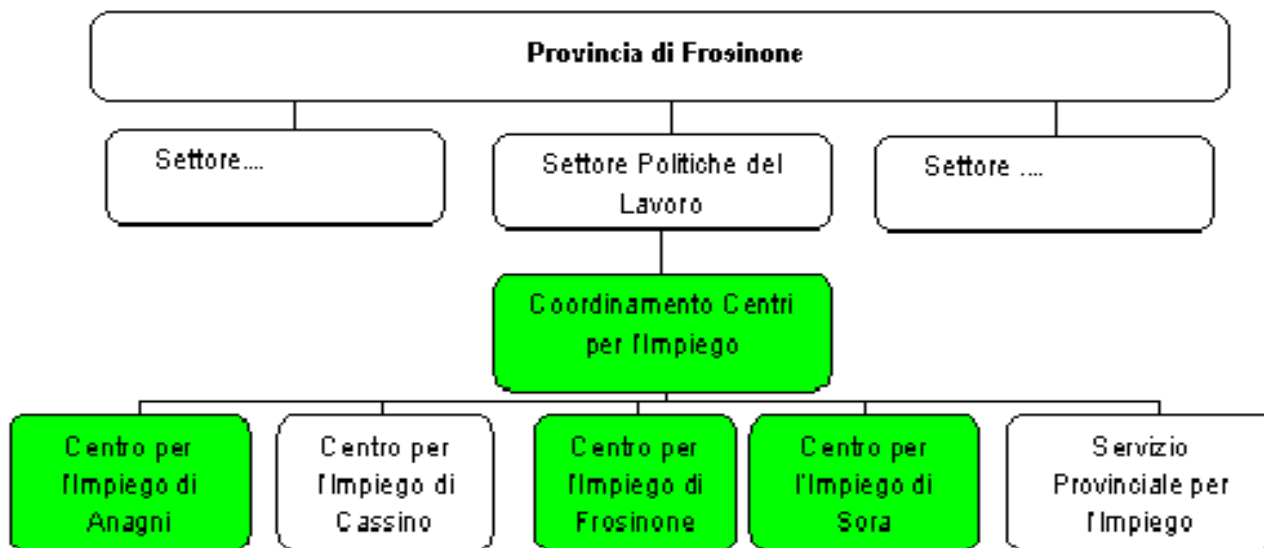 Provincia di Frosinone
Settore....
Settore Politiche del
Lavoro
Settore ....
Coordinamento Centri
per l'Impiego
Centro per
l'Impiego di
Anagni
Centro per
l'Impiego di
Cassino
Centro per
l'Impiego di
Frosinone
Centro per
l'Impiego di
Sora
Servizio
Provinciale per
l'Impiego